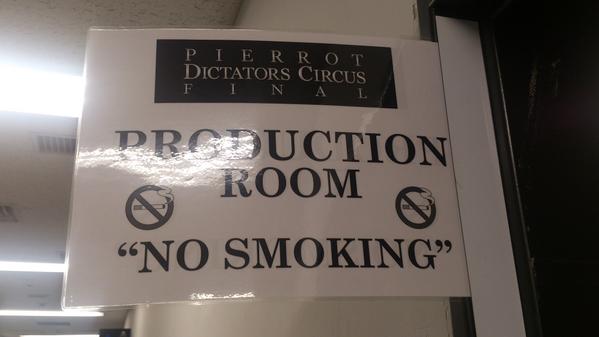 PIERROT
DICTATORS CIRCUS
FINAL
PRODUCTION
ROOM
“NO SMOKING”